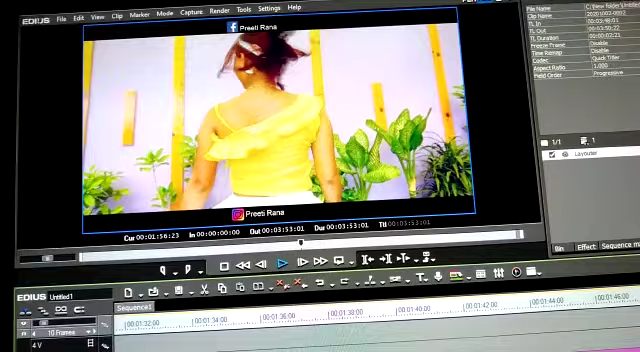 EDIUS File Edit View Clip Marker Mode Capture Render Tools Settings Help
Preeti Rana
Preeti Rana
Cur 00:01:56:23 In 00:00:00:00 Out 00:03:53:01 Dur 00:03:53:01 Ttl 00:03:53:01
File Name
Clip Name 20201002-0002
TL In 00:00:48:01
TL Out 00:03:50:22
TL Duration 00:00:02:21
Freeze Frame Disable
Time Remap Disable
Codec Quick Titler
Aspect Ratio 1.000
Field Order Progressive
1/1 1
Layouter
Bin Effect Sequence m
EDIUS Untitled1
Sequence1
10 Frames
00:01:32:00 00:01:34:00 00:01:36:00 00:01:38:00 00:01:40:00 00:01:42:00 00:01:44:00 00:01:46:00
4 V